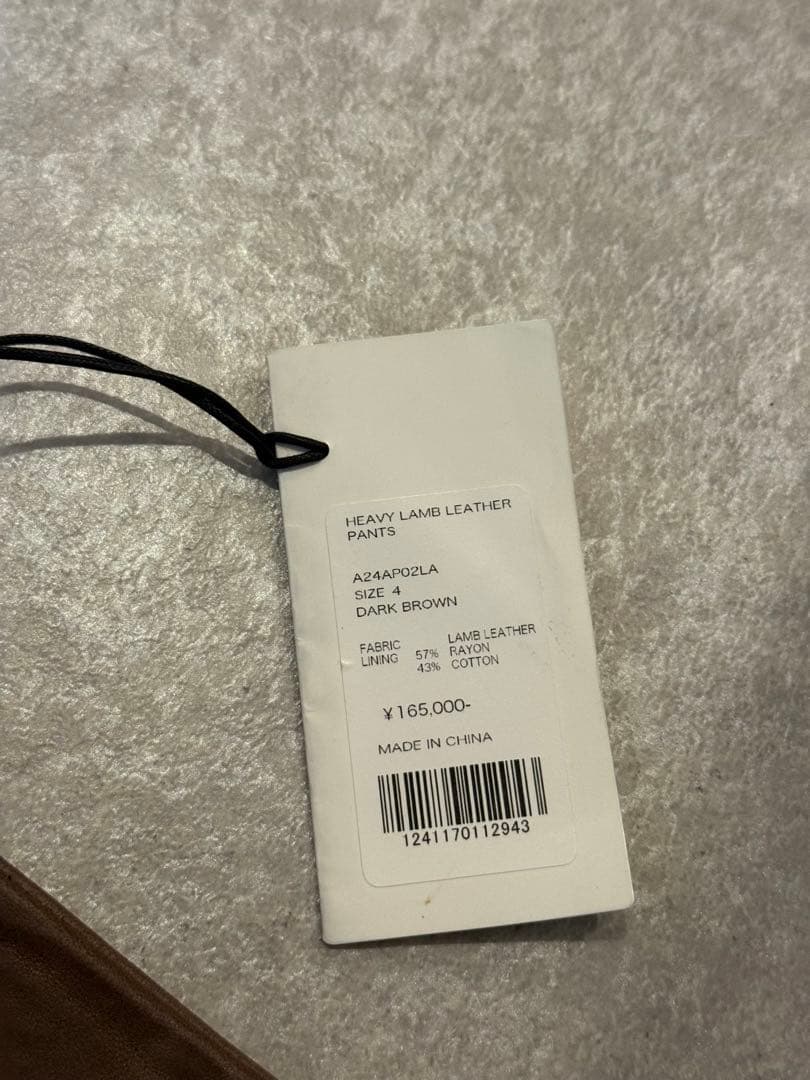 HEAVY LAMB LEATHER
PANTS
A24AP02LA
SIZE 4
DARK BROWN
FABRIC LAMB LEATHER
LINING 57% RAYON
43% COTTON
¥165,000-
MADE IN CHINA
1241170112943